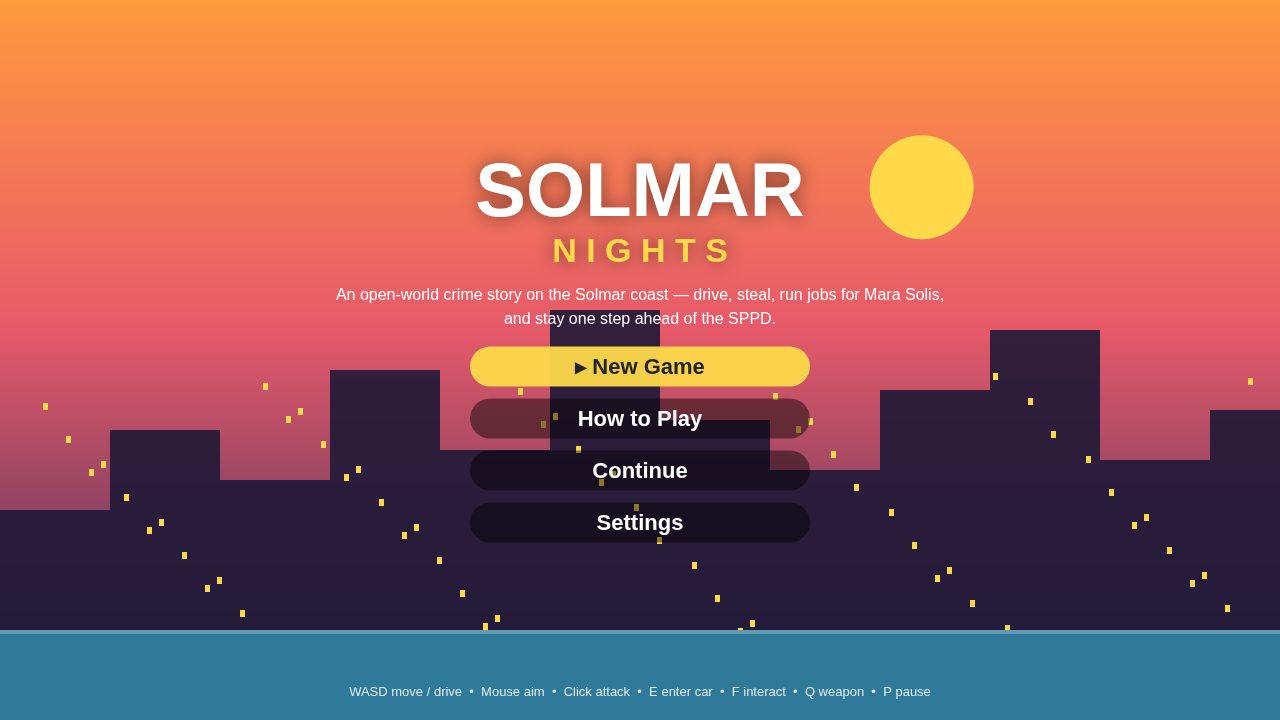 SOLMAR
NIGHTS
An open-world crime story on the Solmar coast — drive, steal, run jobs for Mara Solis,
and stay one step ahead of the SPPD.
▸ New Game
How to Play
Continue
Settings
WASD move / drive • Mouse aim • Click attack • E enter car • F interact • Q weapon • P pause